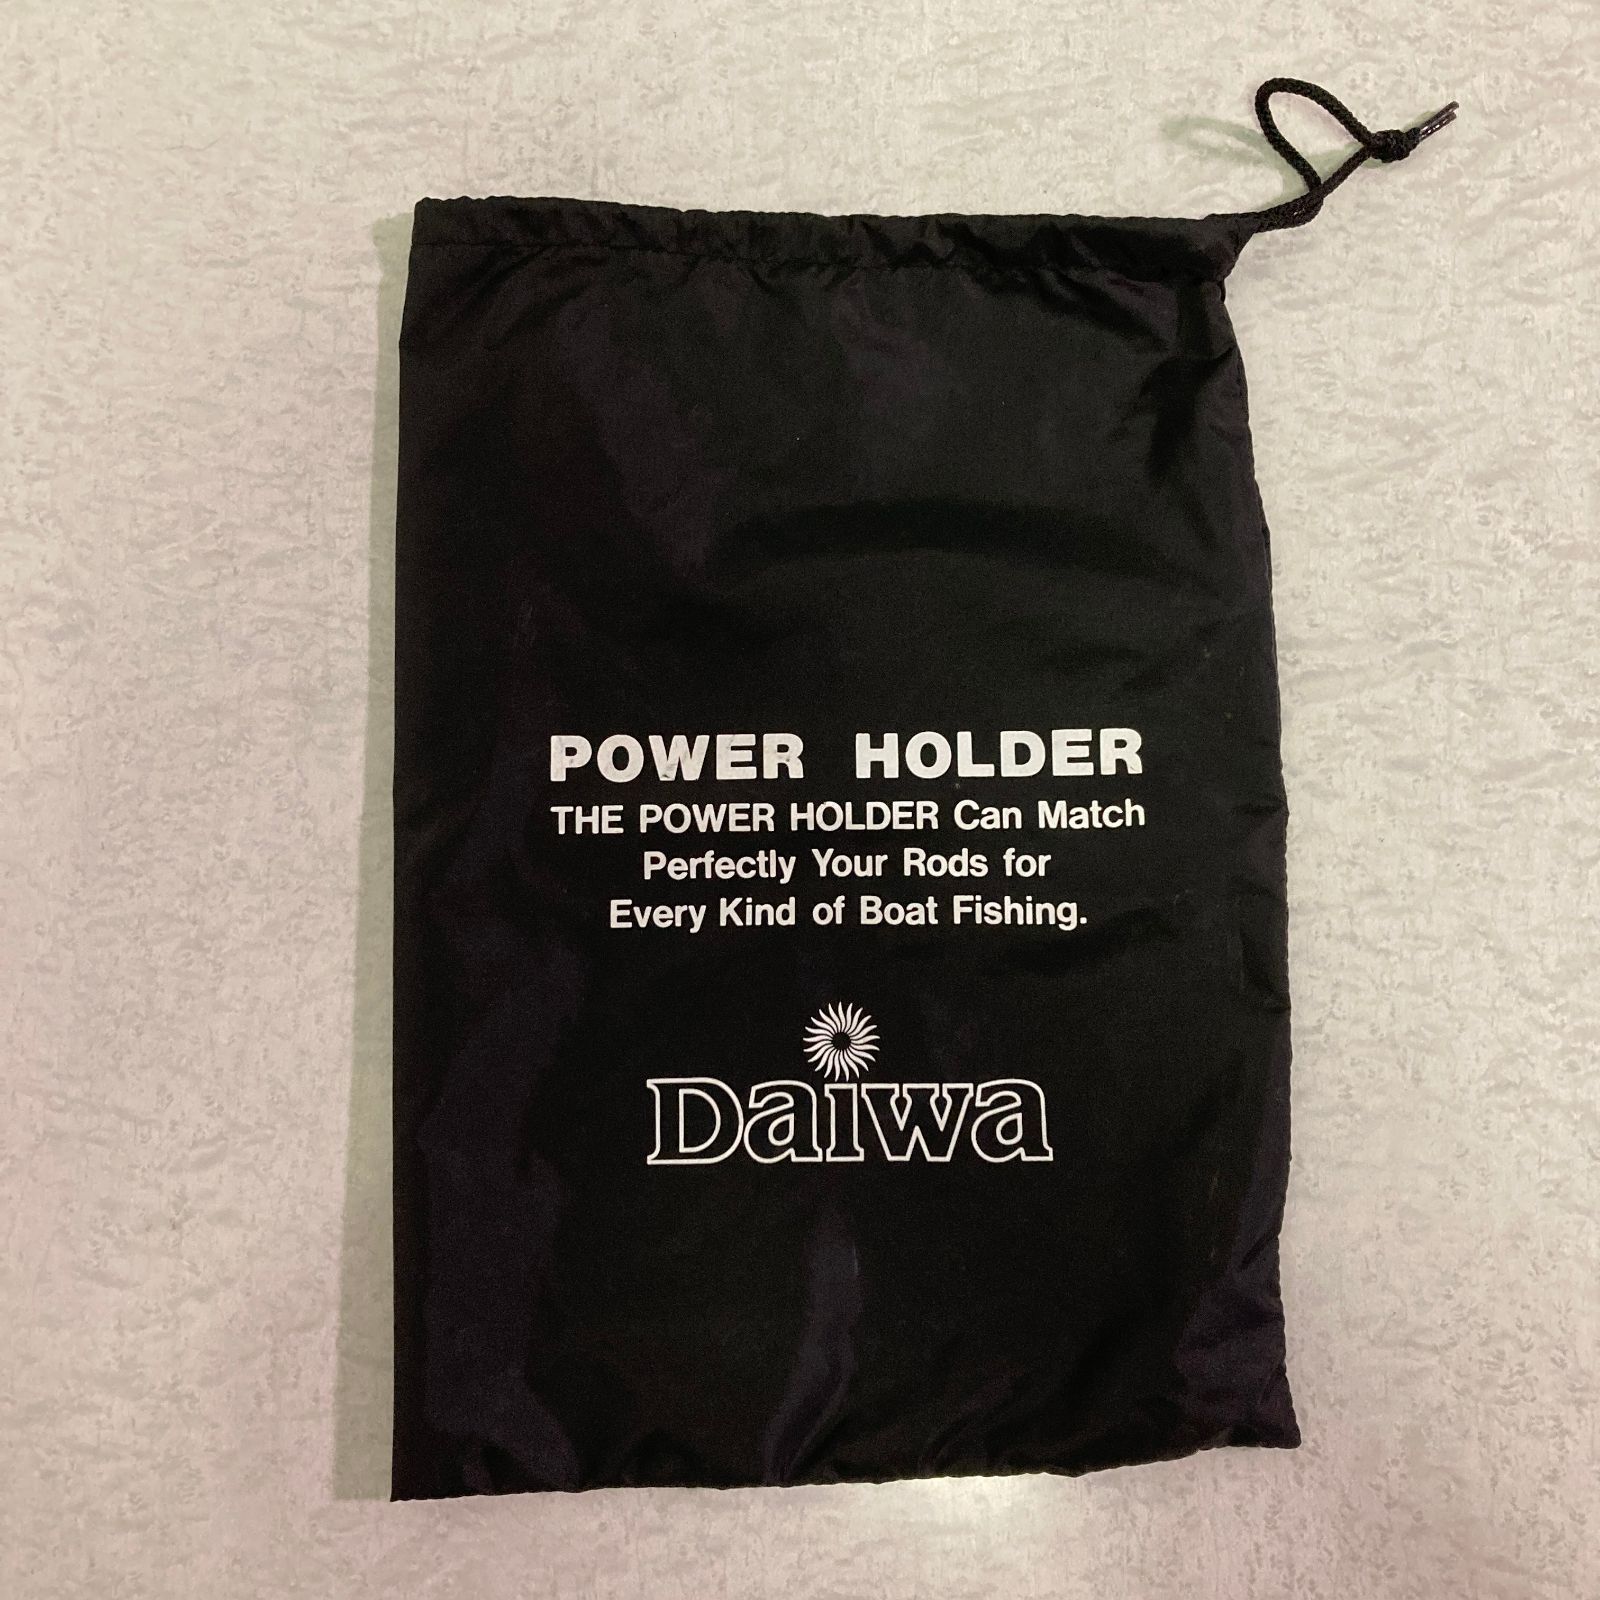 POWER HOLDER
THE POWER HOLDER Can Match
Perfectly Your Rods for
Every Kind of Boat Fishing.
Daiwa